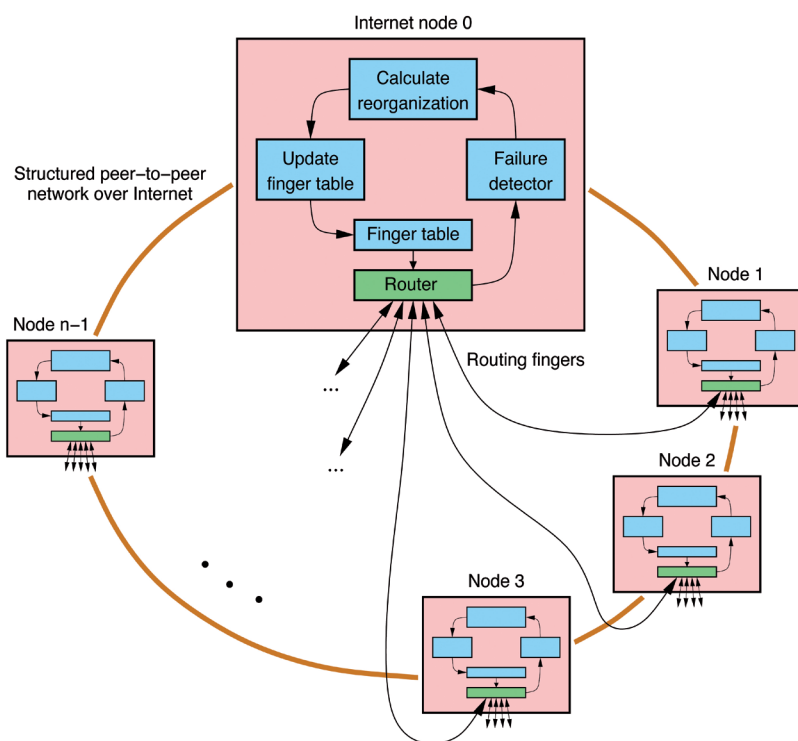 Internet node 0
Calculate
reorganization
Update
finger table
Failure
detector
Structured peer−to−peer
network over Internet
Finger table
Router
Node 1
Node n−1
Routing fingers
...
Node 2
...
Node 3